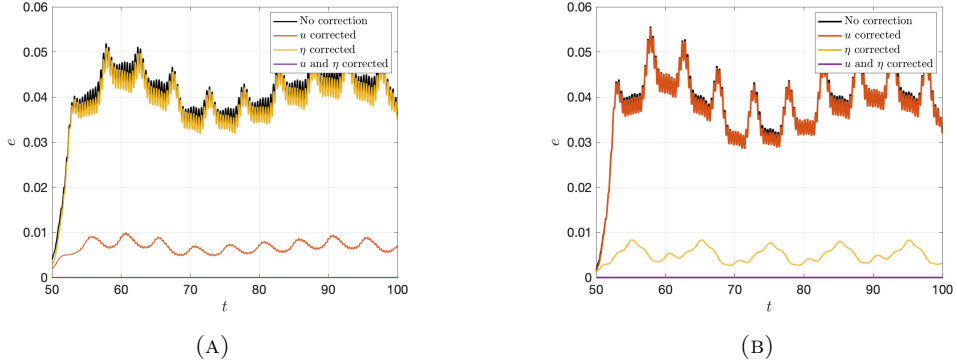 0.06
No correction
u corrected
0.05
η corrected
u and η corrected
0.04
e
0.03
0.02
0.01
0
50
60
70
80
90
100
t
(A)
0.06
No correction
u corrected
0.05
η corrected
u and η corrected
0.04
e
0.03
0.02
0.01
0
50
60
70
80
90
100
t
(B)